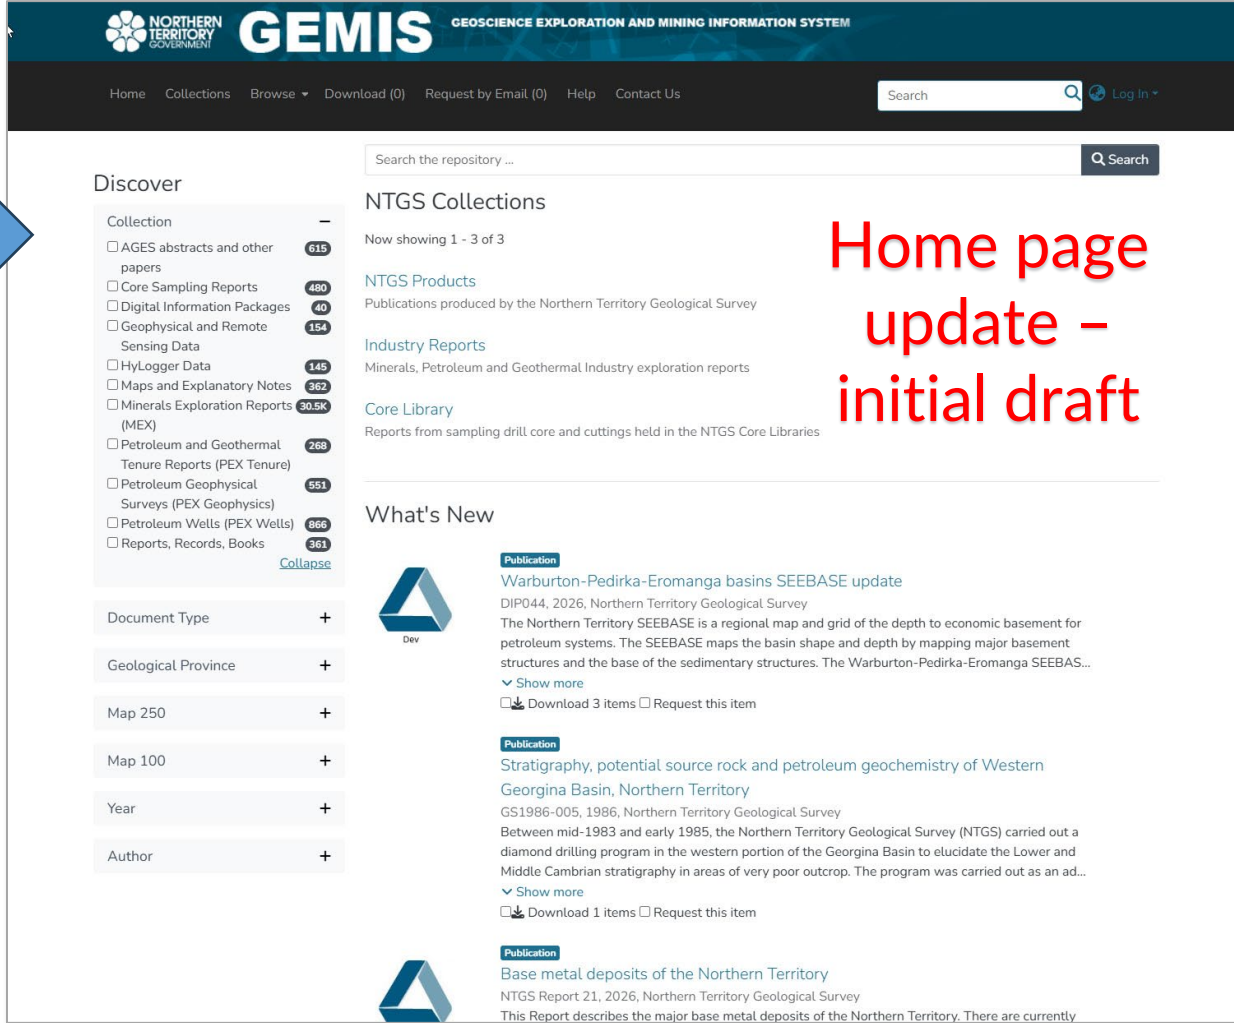 NORTHERN
TERRITORY
GOVERNMENT
GEMIS
GEOSCIENCE EXPLORATION AND MINING INFORMATION SYSTEM
Home Collections Browse Download (0) Request by Email (0) Help Contact Us Search Log In
Search the repository ... Search
Discover
Collection
AGES abstracts and other 615
papers
Core Sampling Reports 480
Digital Information Packages 40
Geophysical and Remote 154
Sensing Data
HyLogger Data 145
Maps and Explanatory Notes 362
Minerals Exploration Reports 30.5K
(MEX)
Petroleum and Geothermal 268
Tenure Reports (PEX Tenure)
Petroleum Geophysical 551
Surveys (PEX Geophysics)
Petroleum Wells (PEX Wells) 866
Reports, Records, Books 361
Collapse
Document Type +
Geological Province +
Map 250 +
Map 100 +
Year +
Author +
NTGS Collections
Now showing 1 - 3 of 3
NTGS Products
Publications produced by the Northern Territory Geological Survey
Industry Reports
Minerals, Petroleum and Geothermal Industry exploration reports
Core Library
Reports from sampling drill core and cuttings held in the NTGS Core Libraries
Home page
update –
initial draft
What's New
Dev
Publication
Warburton-Pedirka-Eromanga basins SEEBASE update
DIP044, 2026, Northern Territory Geological Survey
The Northern Territory SEEBASE is a regional map and grid of the depth to economic basement for
petroleum systems. The SEEBASE maps the basin shape and depth by mapping major basement
structures and the base of the sedimentary structures. The Warburton-Pedirka-Eromanga SEEBAS...
Show more
Download 3 items Request this item
Publication
Stratigraphy, potential source rock and petroleum geochemistry of Western
Georgina Basin, Northern Territory
GS1986-005, 1986, Northern Territory Geological Survey
Between mid-1983 and early 1985, the Northern Territory Geological Survey (NTGS) carried out a
diamond drilling program in the western portion of the Georgina Basin to elucidate the Lower and
Middle Cambrian stratigraphy in areas of very poor outcrop. The program was carried out as an ad...
Show more
Download 1 items Request this item
Publication
Base metal deposits of the Northern Territory
NTGS Report 21, 2026, Northern Territory Geological Survey
This Report describes the major base metal deposits of the Northern Territory. There are currently